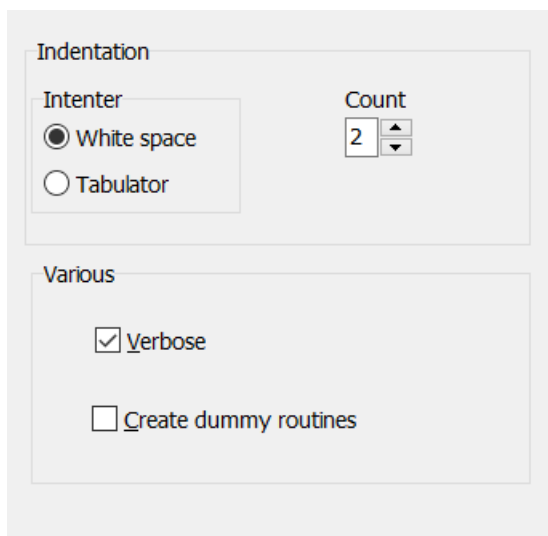 Indentation
Intenter
Count
White space
2
Tabulator
Various
Verbose
Create dummy routines